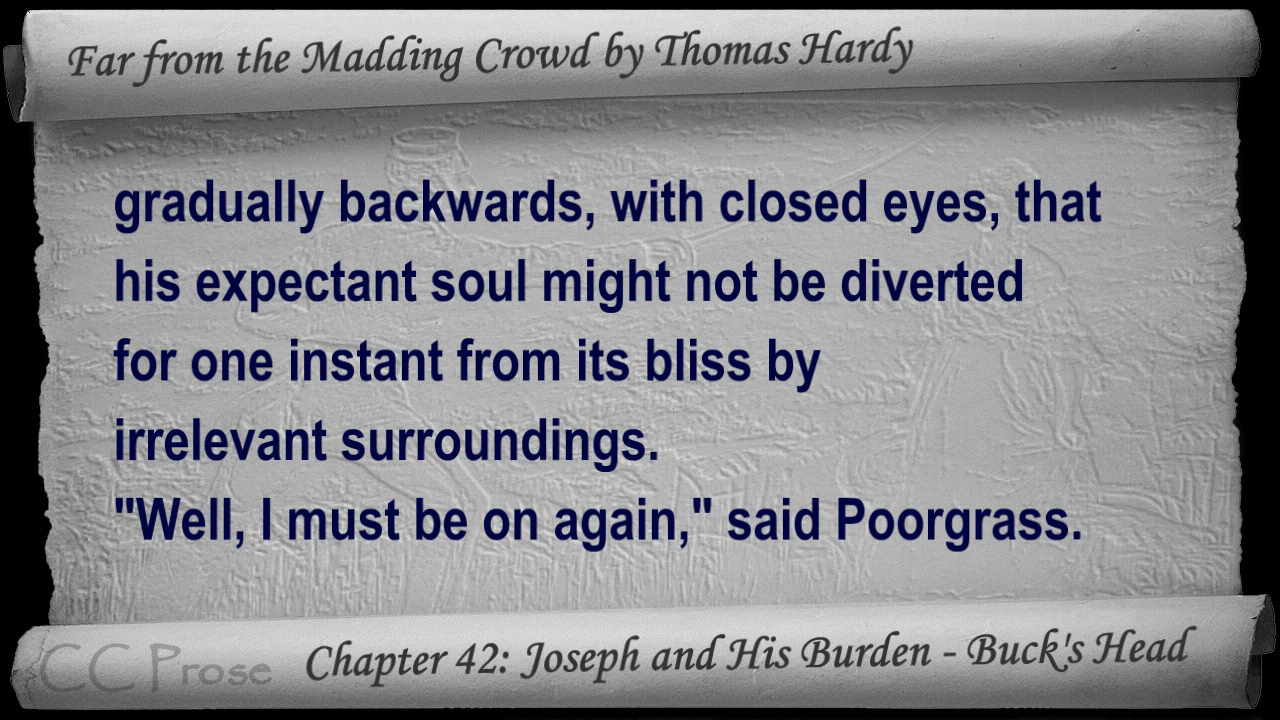 Far from the Madding Crowd by Thomas Hardy
gradually backwards, with closed eyes, that
his expectant soul might not be diverted
for one instant from its bliss by
irrelevant surroundings.
"Well, I must be on again," said Poorgrass.
CC Prose
Chapter 42: Joseph and His Burden - Buck's Head